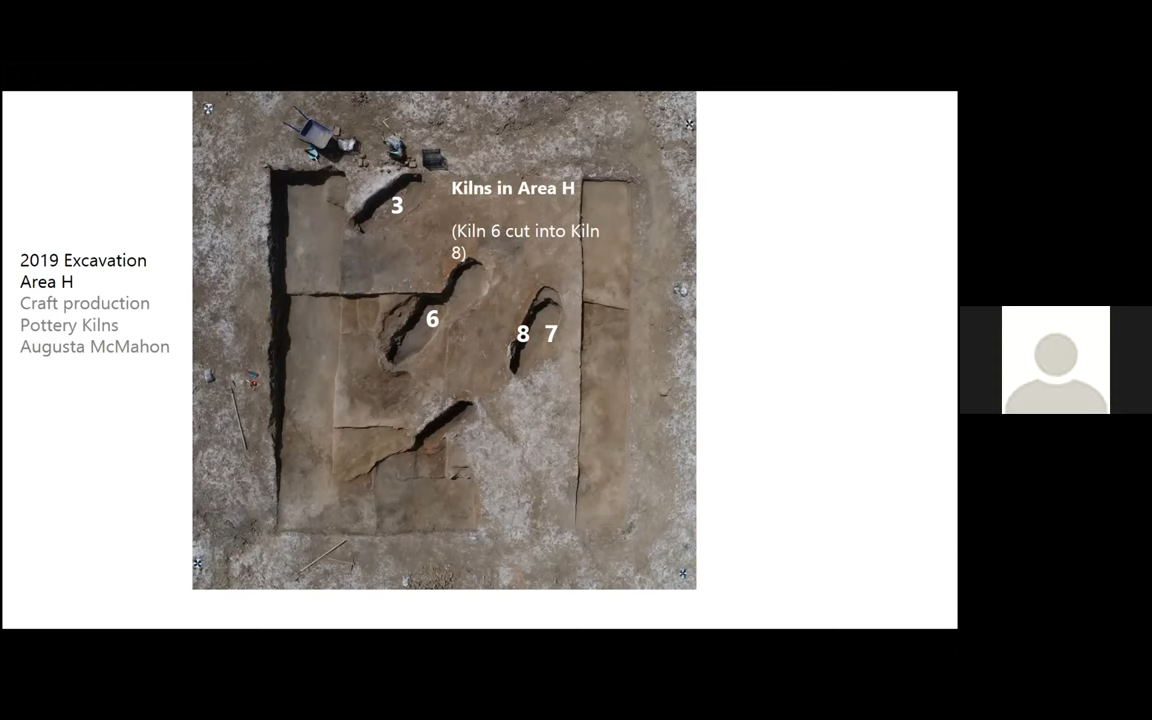 2019 Excavation
Area H
Craft production
Pottery Kilns
Augusta McMahon
Kilns in Area H
(Kiln 6 cut into Kiln
8)
3
6
8 7